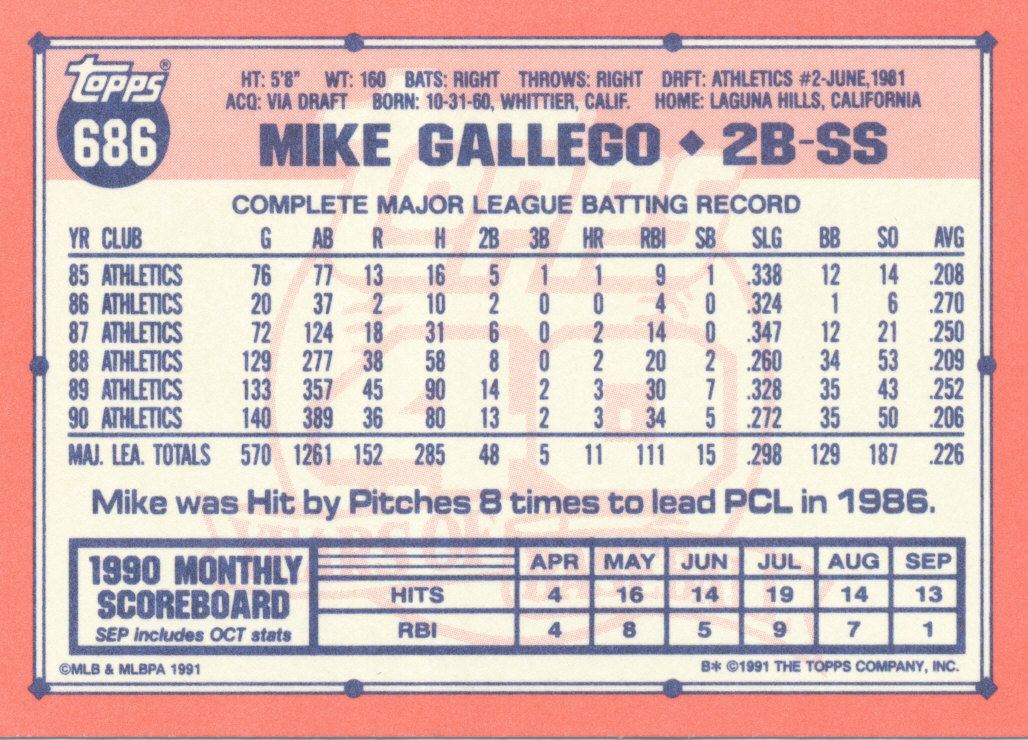 topps®
686
HT: 5'8" WT: 160 BATS: RIGHT THROWS: RIGHT DRFT: ATHLETICS #2-JUNE,1981
ACQ: VIA DRAFT BORN: 10-31-60, WHITTIER, CALIF. HOME: LAGUNA HILLS, CALIFORNIA
MIKE GALLEGO ◆ 2B-SS
COMPLETE MAJOR LEAGUE BATTING RECORD
YR CLUB G AB R H 2B 3B HR RBI SB SLG BB SO AVG
85 ATHLETICS 76 77 13 16 5 1 1 9 1 .338 12 14 .208
86 ATHLETICS 20 37 2 10 2 0 0 4 0 .324 1 6 .270
87 ATHLETICS 72 124 18 31 6 0 2 14 0 .347 12 21 .250
88 ATHLETICS 129 277 38 58 8 0 2 20 2 .260 34 53 .209
89 ATHLETICS 133 357 45 90 14 2 3 30 7 .328 35 43 .252
90 ATHLETICS 140 389 36 80 13 2 3 34 5 .272 35 50 .206
MAJ. LEA. TOTALS 570 1261 152 285 48 5 11 111 15 .298 129 187 .226
Mike was Hit by Pitches 8 times to lead PCL in 1986.
1990 MONTHLY
SCOREBOARD
SEP includes OCT stats
APR MAY JUN JUL AUG SEP
HITS 4 16 14 19 14 13
RBI 4 8 5 9 7 1
©MLB & MLBPA 1991
B* ©1991 THE TOPPS COMPANY, INC.
TOPPS
40
YEARS OF
BASEBALL